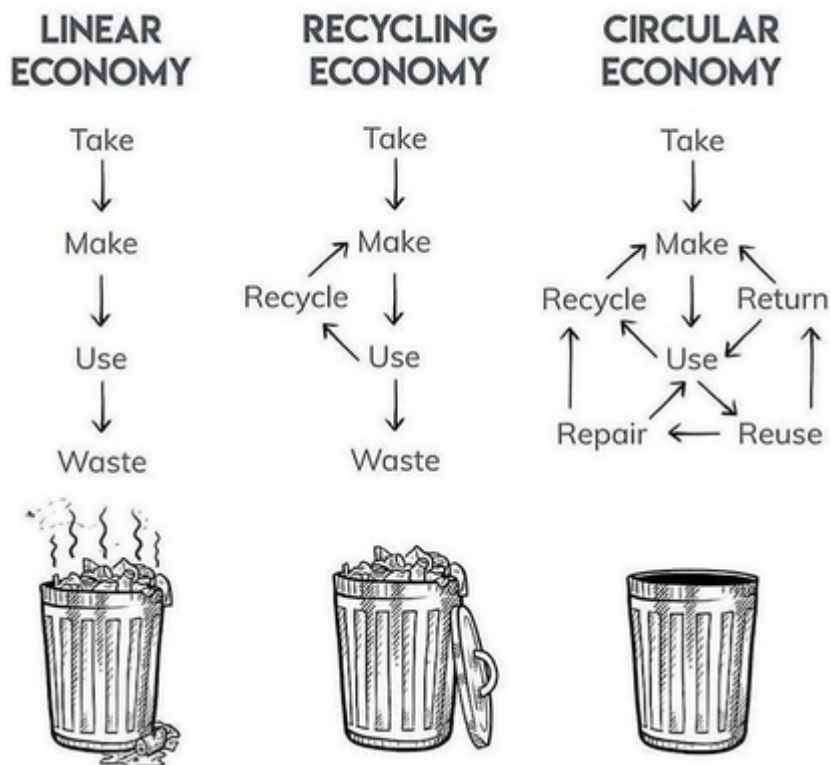 LINEAR
ECONOMY
Take
Make
Use
Waste
RECYCLING
ECONOMY
Take
Make
Recycle
Use
Waste
CIRCULAR
ECONOMY
Take
Make
Recycle
Return
Use
Repair
Reuse